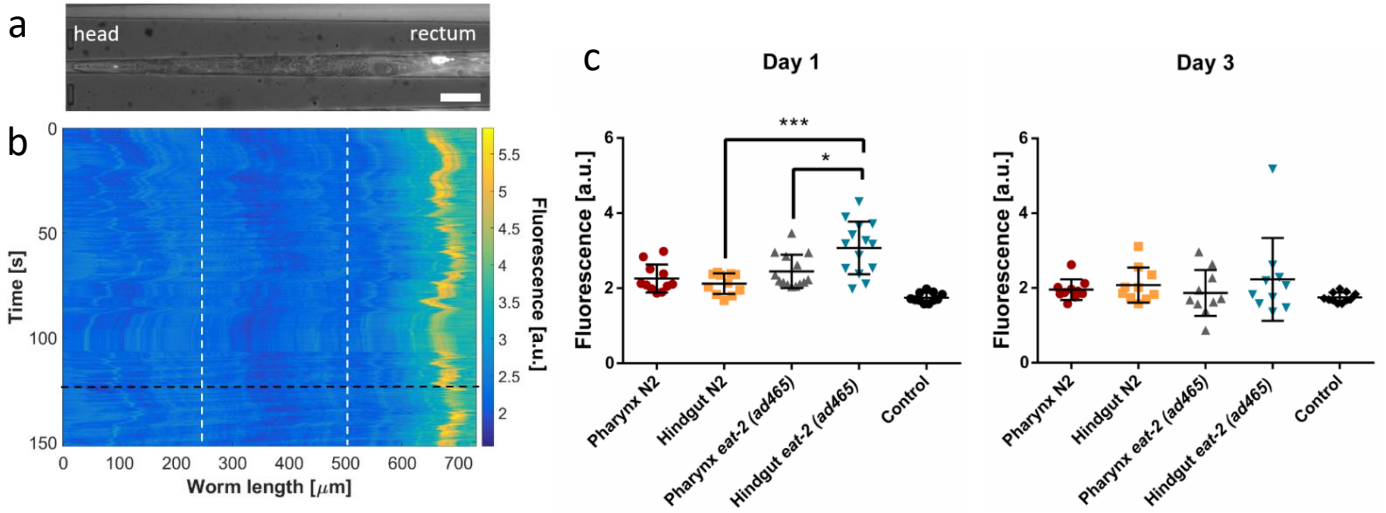 a
head
rectum
b
0
50
100
150
Time [s]
0
100
200
300
400
500
600
700
Worm length [μm]
5.5
5
4.5
4
3.5
3
2.5
2
Fluorescence [a.u.]
c
Day 1
6
4
2
0
Fluorescence [a.u.]
***
*
Pharynx N2
Hindgut N2
Pharynx eat-2 (ad465)
Hindgut eat-2 (ad465)
Control
Day 3
6
4
2
0
Fluorescence [a.u.]
Pharynx N2
Hindgut N2
Pharynx eat-2 (ad465)
Hindgut eat-2 (ad465)
Control